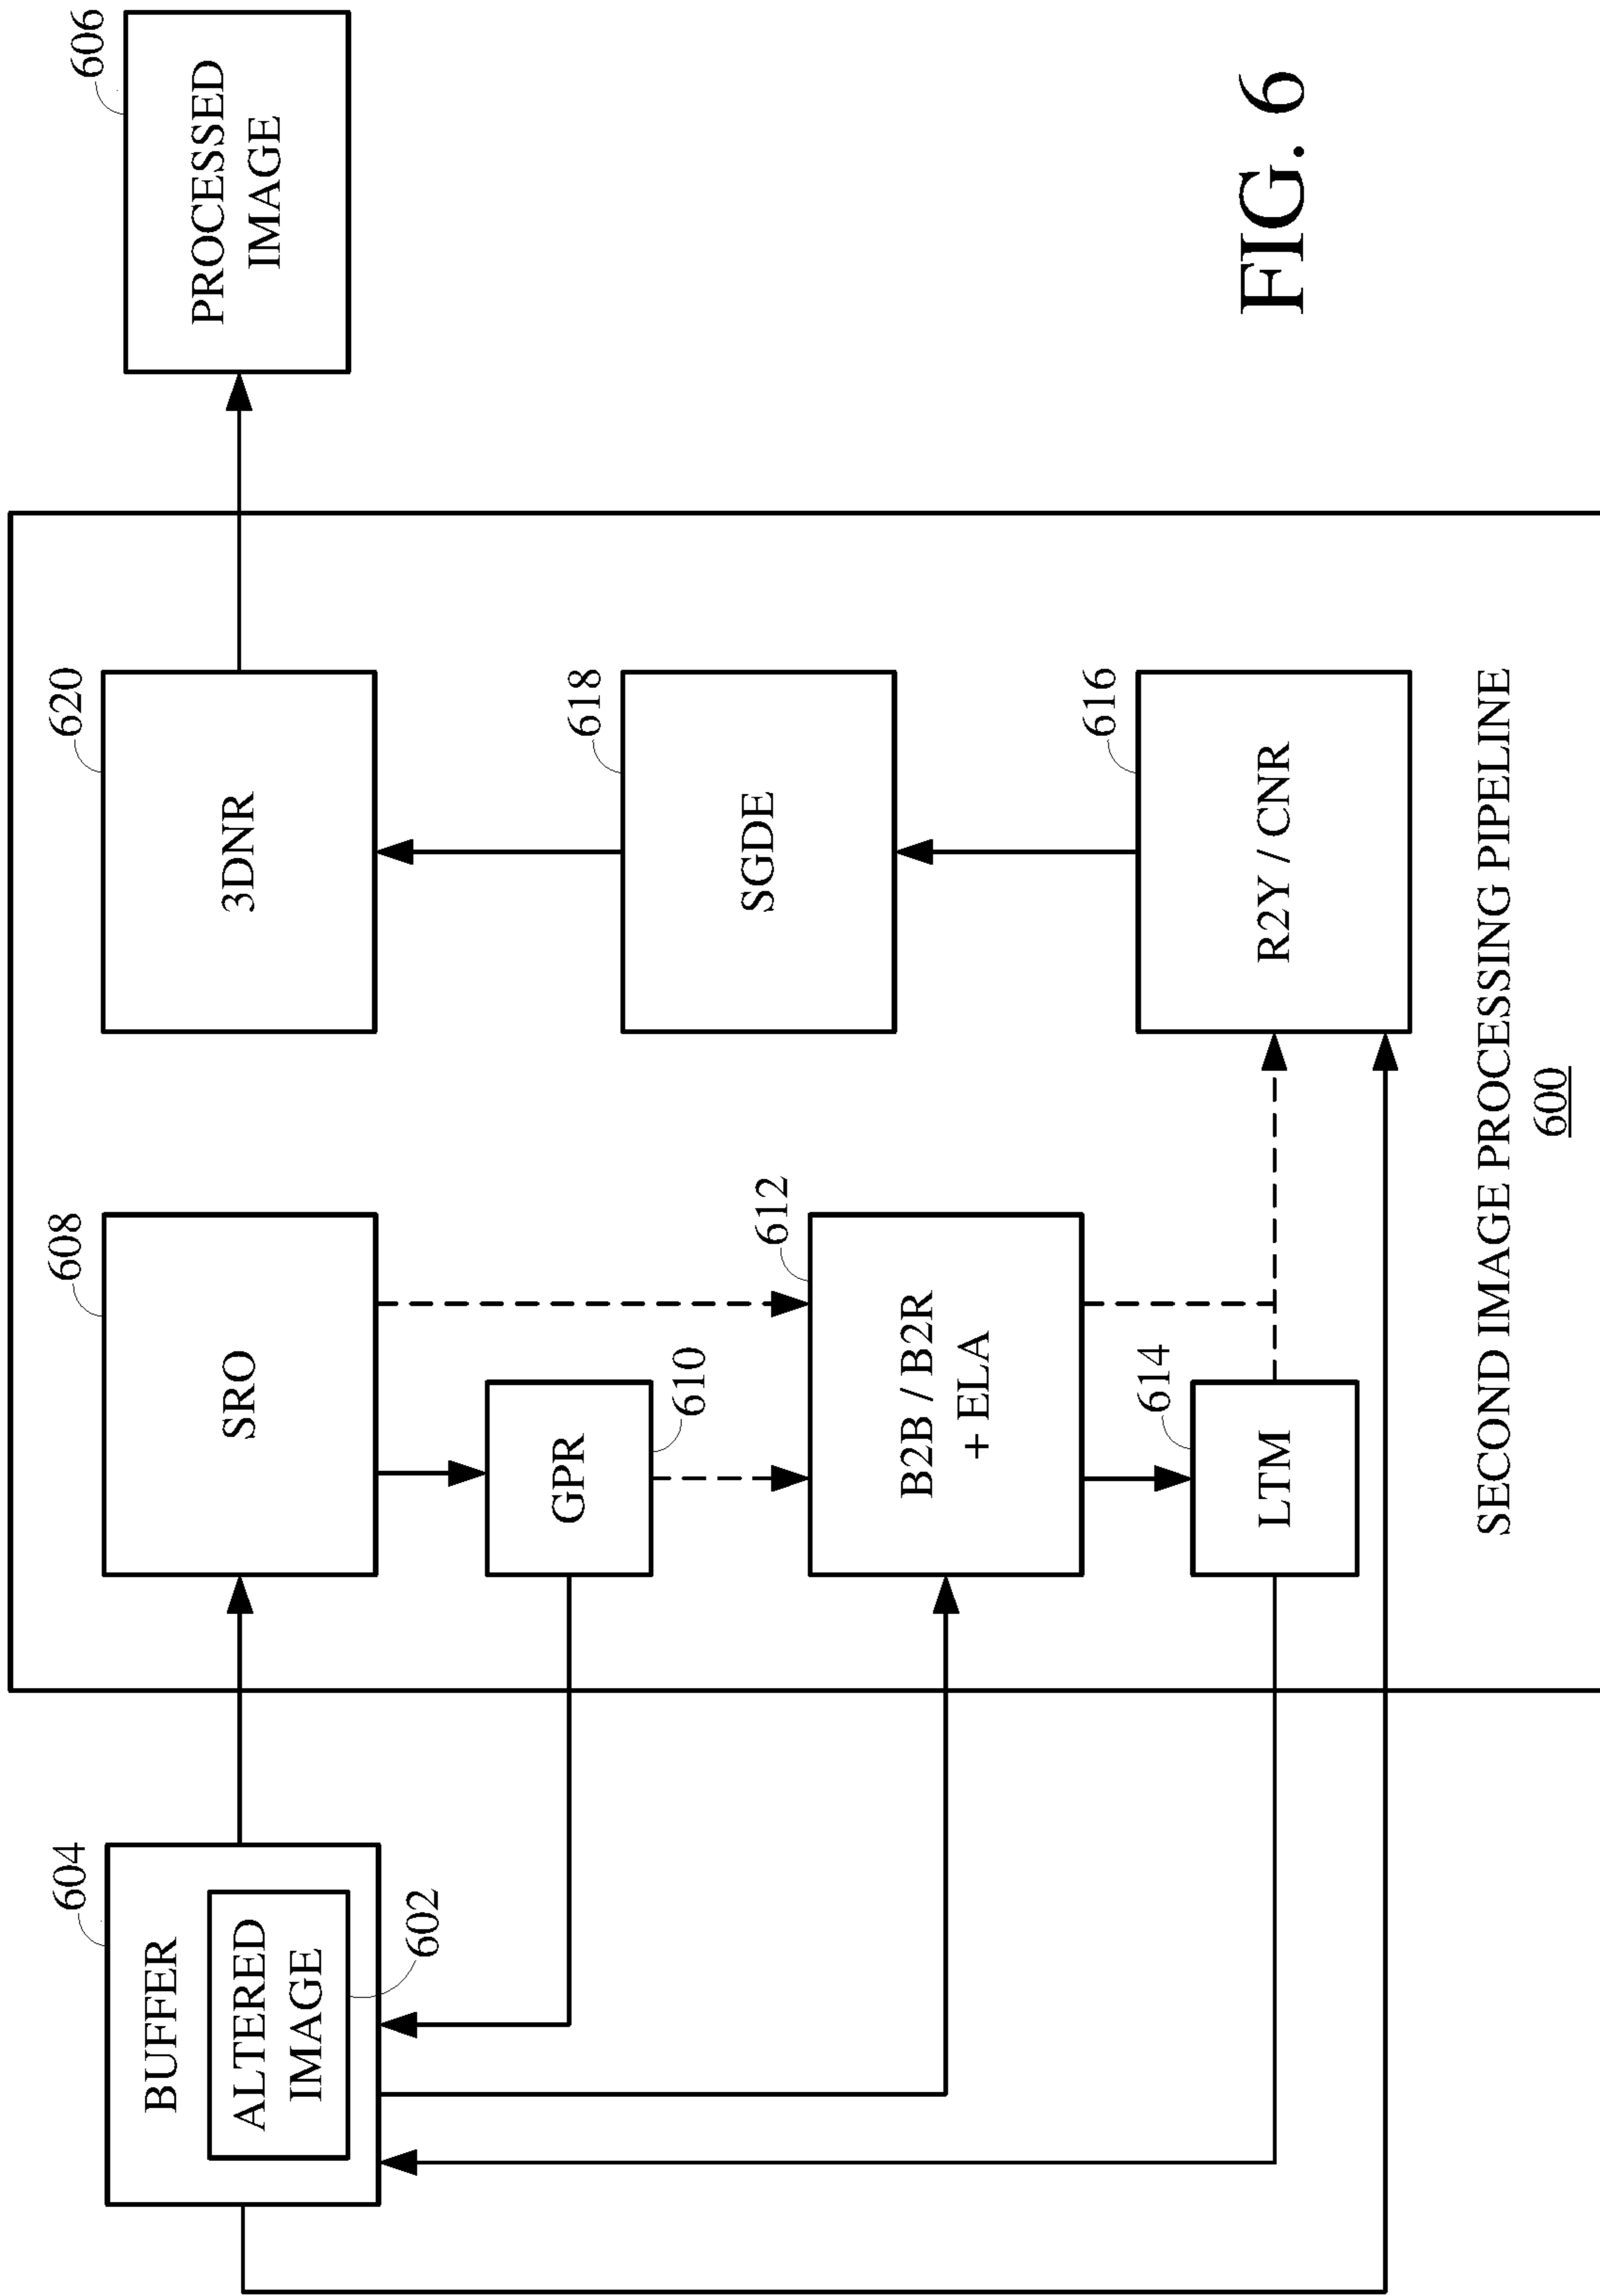 604
BUFFER
ALTERED
IMAGE
602
608
SRO
GPR
610
612
B2B / B2R
+ ELA
614
LTM
620
3DNR
618
SGDE
616
R2Y / CNR
SECOND IMAGE PROCESSING PIPELINE
600
606
PROCESSED
IMAGE
FIG. 6